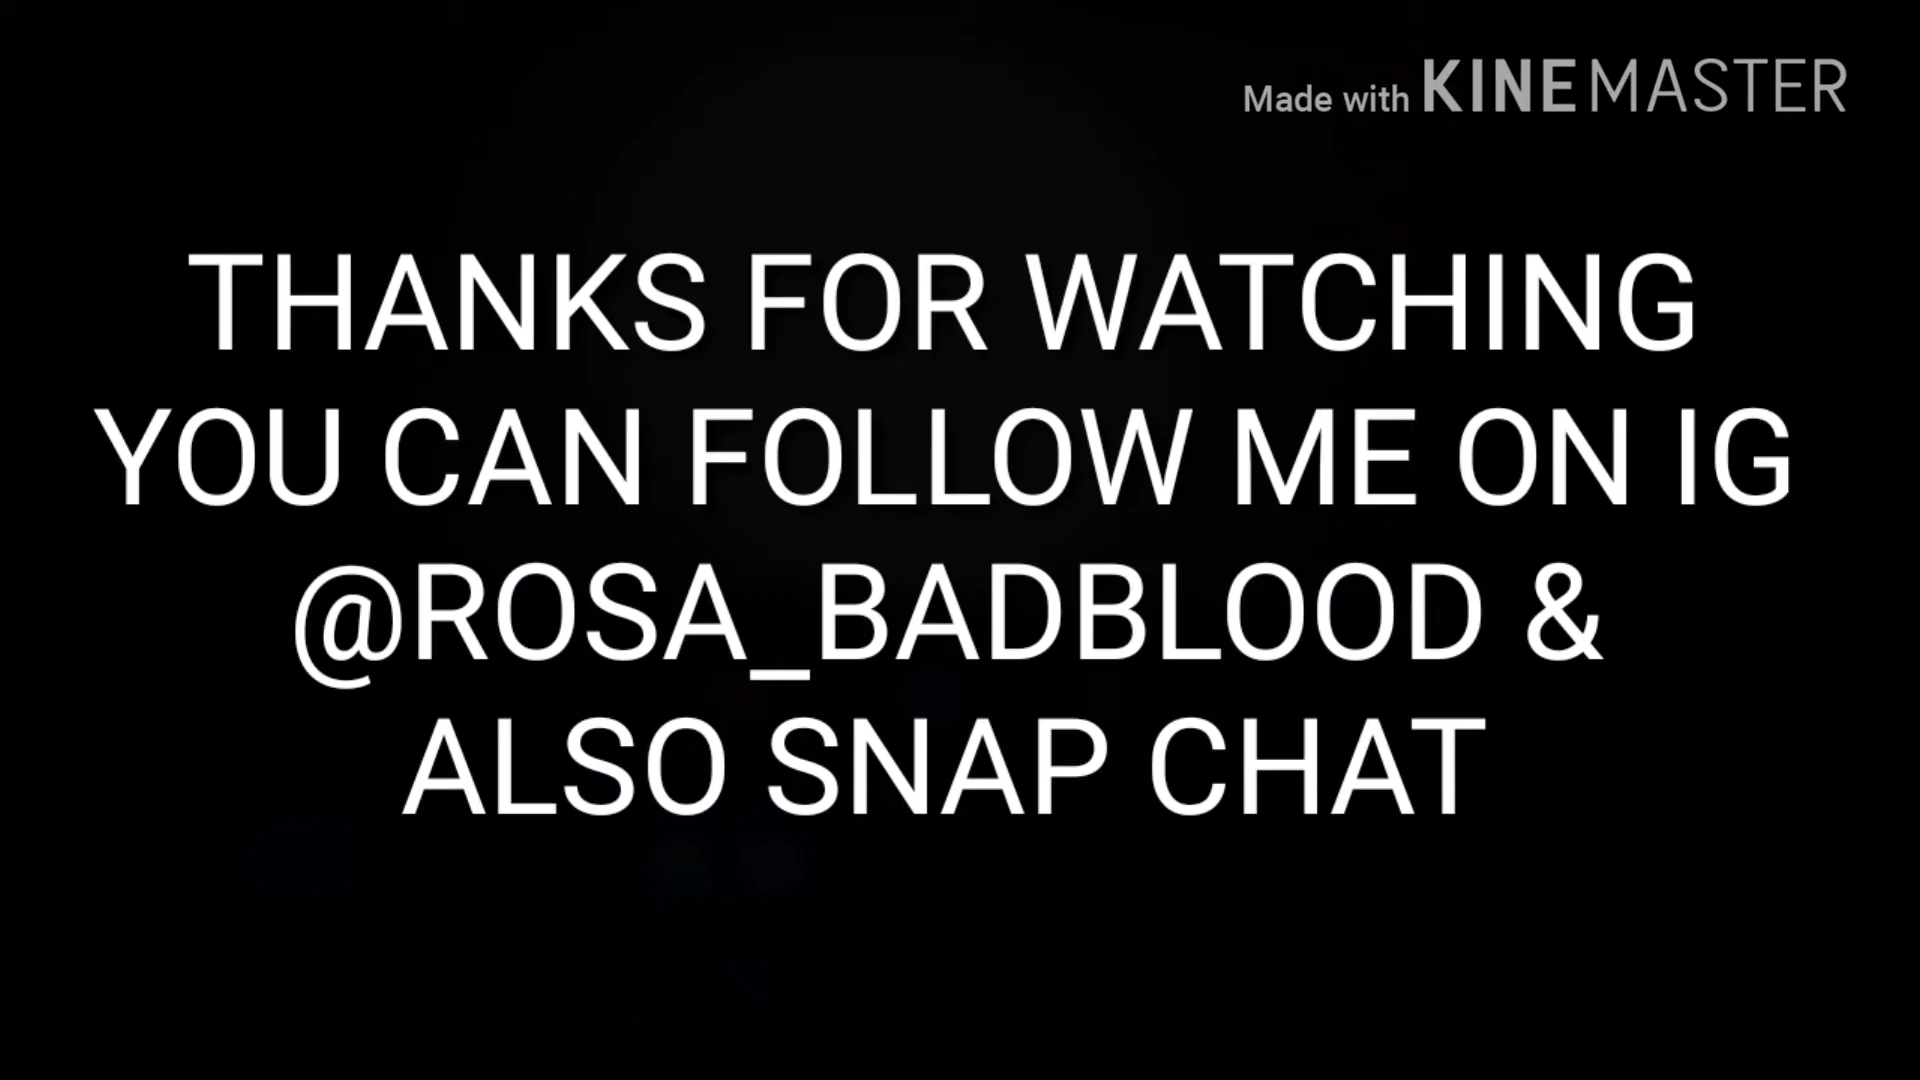 Made with KINEMASTER
THANKS FOR WATCHING
YOU CAN FOLLOW ME ON IG
@ROSA_BADBLOOD &
ALSO SNAP CHAT